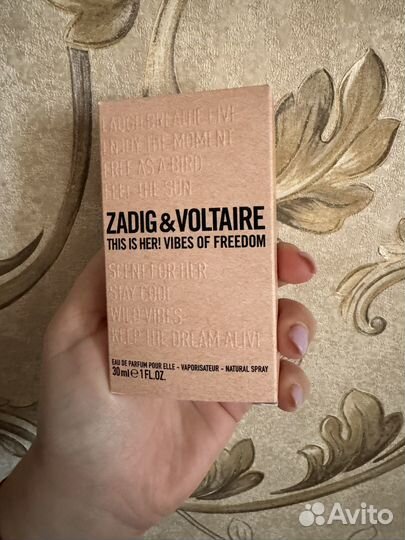 LAUGH BREATHE LIVE
ENJOY THE MOMENT
FREE AS A BIRD
FEEL THE SUN
ZADIG & VOLTAIRE
THIS IS HER! VIBES OF FREEDOM
SCENT FOR HER
STAY COOL
WILD VIBES
KEEP THE DREAM ALIVE
EAU DE PARFUM POUR ELLE - VAPORISATEUR - NATURAL SPRAY
30 ml e 1 FL.OZ.
Avito